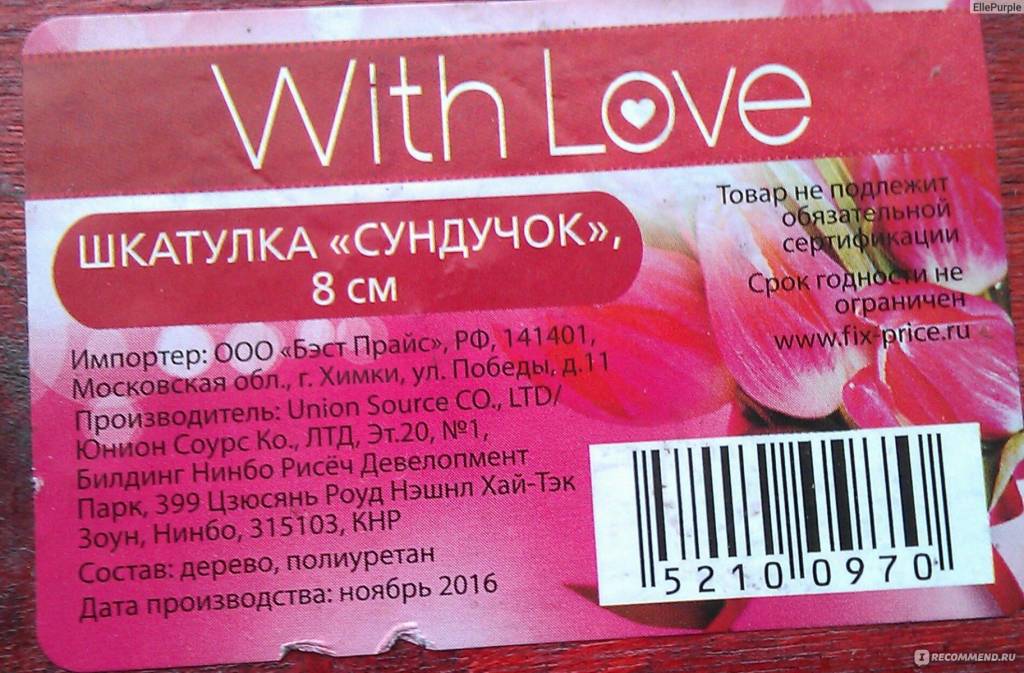 EllePurple
With Love
ШКАТУЛКА «СУНДУЧОК»,
8 см
Товар не подлежит
обязательной
сертификации
Срок годности не
ограничен
www.fix-price.ru
Импортер: ООО «Бэст Прайс», РФ, 141401,
Московская обл., г. Химки, ул. Победы, д.11
Производитель: Union Source CO., LTD/
Юнион Соурс Ко., ЛТД, Эт.20, №1,
Билдинг Нинбо Рисёч Девелопмент
Парк, 399 Цзюсянь Роуд Нэшнл Хай-Тэк
Зоун, Нинбо, 315103, КНР
Состав: дерево, полиуретан
Дата производства: ноябрь 2016
52100970
IRECOMMEND.RU